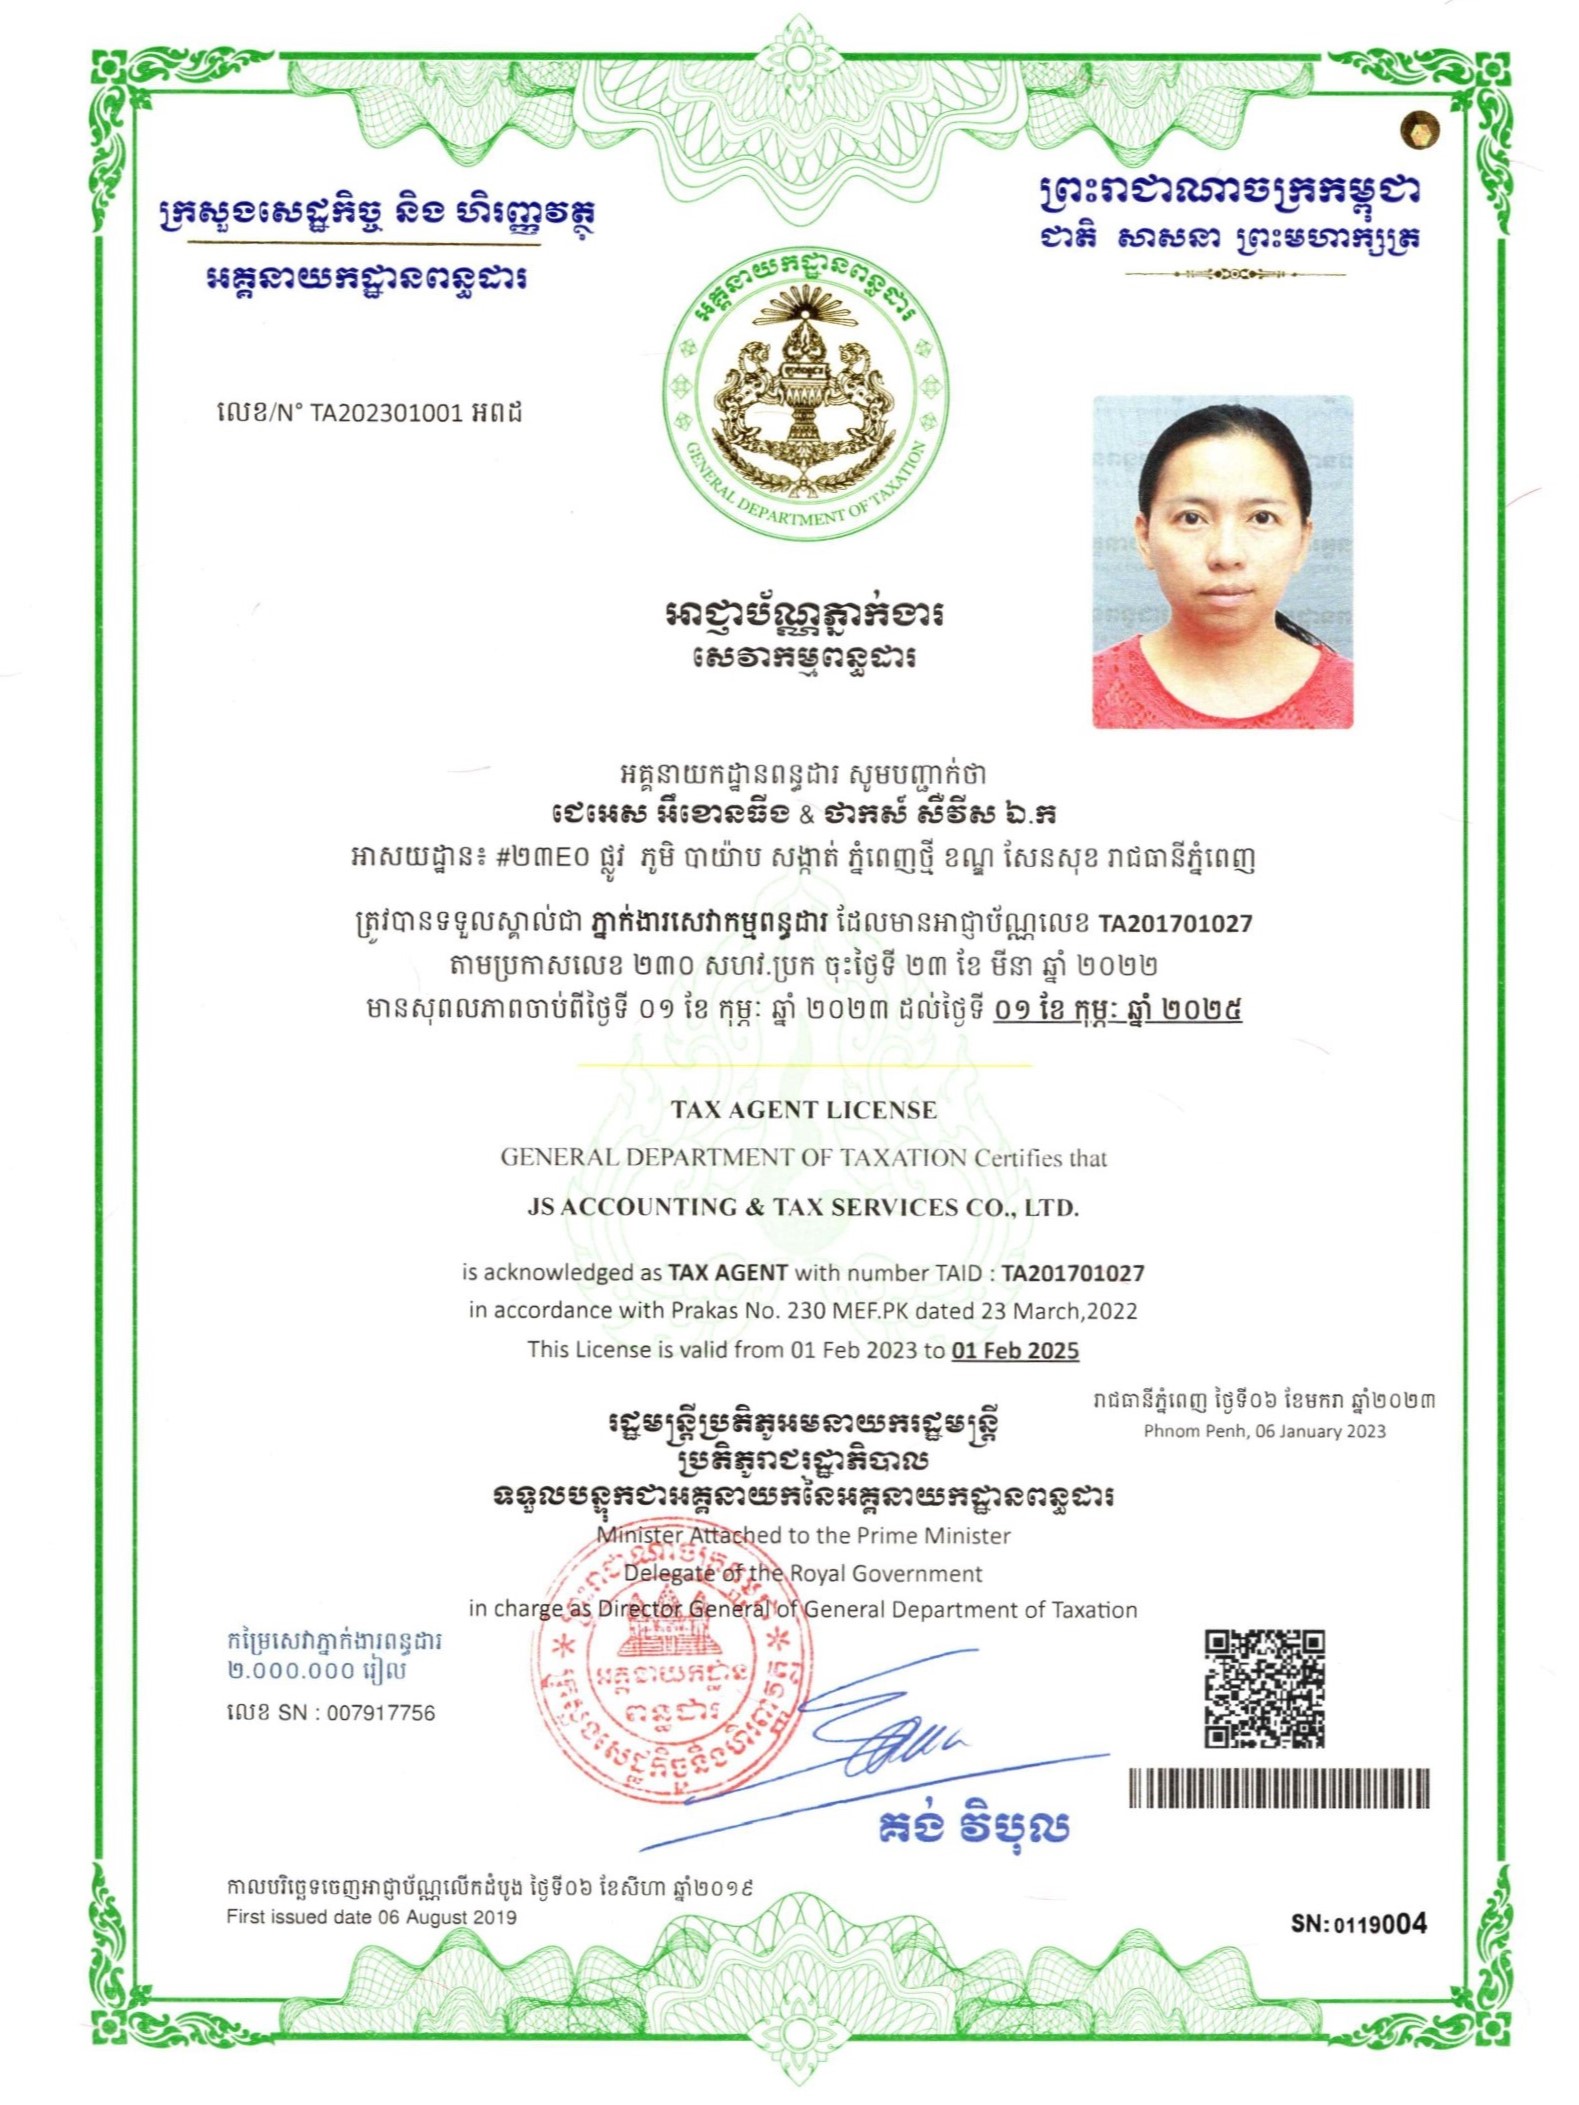 ក្រសួងសេដ្ឋកិច្ច និង ហិរញ្ញវត្ថុ
អគ្គនាយកដ្ឋានពន្ធដារ
ព្រះរាជាណាចក្រកម្ពុជា
ជាតិ សាសនា ព្រះមហាក្សត្រ
អគ្គនាយកដ្ឋានពន្ធដារ
GENERAL DEPARTMENT OF TAXATION
លេខ/N° TA202301001 អពដ
អាជ្ញាប័ណ្ណភ្នាក់ងារ
សេវាកម្មពន្ធដារ
អគ្គនាយកដ្ឋានពន្ធដារ សូមបញ្ជាក់ថា
ជេអេស អឹខោនធីង & ថាកស៍ សឺវីស ឯ.ក
អាសយដ្ឋាន៖ #២៣E0 ផ្លូវ ភូមិ បាយ៉ាប សង្កាត់ ភ្នំពេញថ្មី ខណ្ឌ សែនសុខ រាជធានីភ្នំពេញ
ត្រូវបានទទួលស្គាល់ជា ភ្នាក់ងារសេវាកម្មពន្ធដារ ដែលមានអាជ្ញាប័ណ្ណលេខ TA201701027
តាមប្រកាសលេខ ២៣០ សហវ.ប្រក ចុះថ្ងៃទី ២៣ ខែ មីនា ឆ្នាំ ២០២២
មានសុពលភាពចាប់ពីថ្ងៃទី ០១ ខែ កុម្ភៈ ឆ្នាំ ២០២៣ ដល់ថ្ងៃទី ០១ ខែ កុម្ភៈ ឆ្នាំ ២០២៥
TAX AGENT LICENSE
GENERAL DEPARTMENT OF TAXATION Certifies that
JS ACCOUNTING & TAX SERVICES CO., LTD.
is acknowledged as TAX AGENT with number TAID : TA201701027
in accordance with Prakas No. 230 MEF.PK dated 23 March,2022
This License is valid from 01 Feb 2023 to 01 Feb 2025
រាជធានីភ្នំពេញ ថ្ងៃទី០៦ ខែមករា ឆ្នាំ២០២៣
Phnom Penh, 06 January 2023
រដ្ឋមន្ត្រីប្រតិភូអមនាយករដ្ឋមន្ត្រី
ប្រតិភូរាជរដ្ឋាភិបាល
ទទួលបន្ទុកជាអគ្គនាយកនៃអគ្គនាយកដ្ឋានពន្ធដារ
Minister Attached to the Prime Minister
Delegate of the Royal Government
in charge as Director General of General Department of Taxation
ព្រះរាជាណាចក្រកម្ពុជា
អគ្គនាយកដ្ឋាន
ពន្ធដារ
ក្រសួងសេដ្ឋកិច្ចនិងហិរញ្ញវត្ថុ
កម្រៃសេវាភ្នាក់ងារពន្ធដារ
២.០០០.០០០ រៀល
លេខ SN : 007917756
គង់ វិបុល
កាលបរិច្ឆេទចេញអាជ្ញាប័ណ្ណលើកដំបូង ថ្ងៃទី០៦ ខែសីហា ឆ្នាំ២០១៩
First issued date 06 August 2019
SN: 0119004